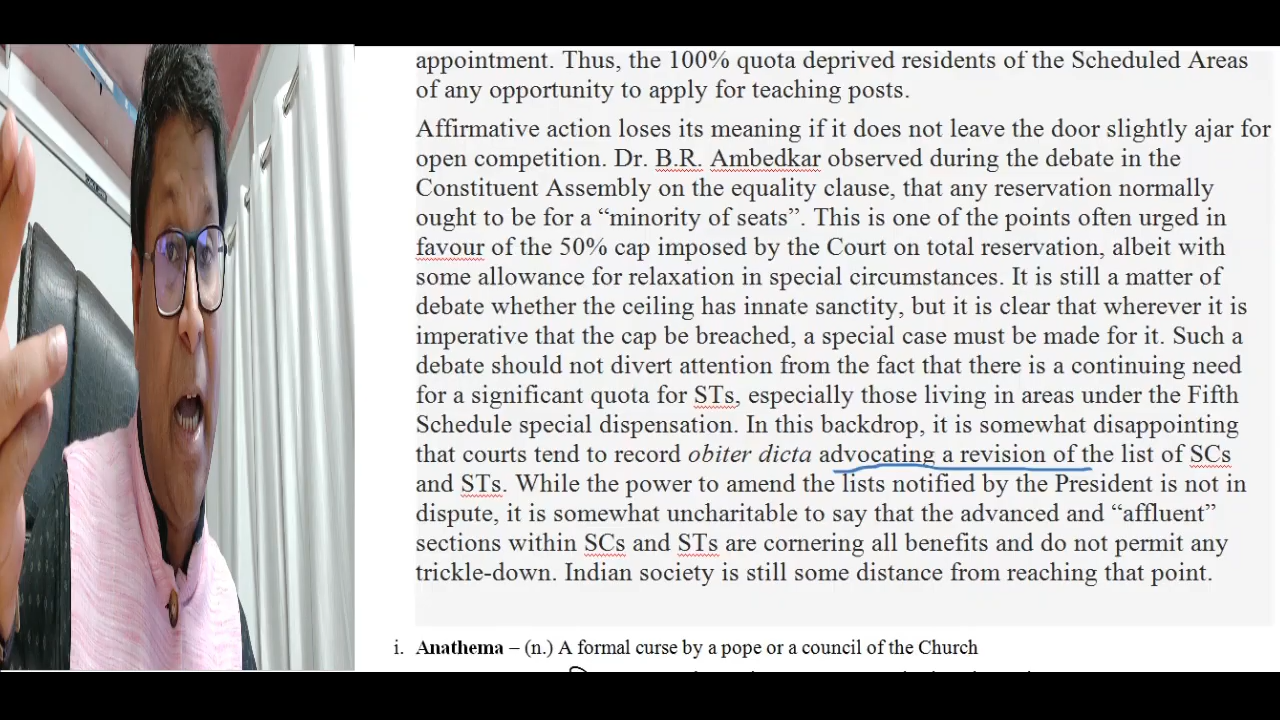 appointment. Thus, the 100% quota deprived residents of the Scheduled Areas
of any opportunity to apply for teaching posts.
Affirmative action loses its meaning if it does not leave the door slightly ajar for
open competition. Dr. B.R. Ambedkar observed during the debate in the
Constituent Assembly on the equality clause, that any reservation normally
ought to be for a “minority of seats”. This is one of the points often urged in
favour of the 50% cap imposed by the Court on total reservation, albeit with
some allowance for relaxation in special circumstances. It is still a matter of
debate whether the ceiling has innate sanctity, but it is clear that wherever it is
imperative that the cap be breached, a special case must be made for it. Such a
debate should not divert attention from the fact that there is a continuing need
for a significant quota for STs, especially those living in areas under the Fifth
Schedule special dispensation. In this backdrop, it is somewhat disappointing
that courts tend to record obiter dicta advocating a revision of the list of SCs
and STs. While the power to amend the lists notified by the President is not in
dispute, it is somewhat uncharitable to say that the advanced and “affluent”
sections within SCs and STs are cornering all benefits and do not permit any
trickle-down. Indian society is still some distance from reaching that point.
i. Anathema – (n.) A formal curse by a pope or a council of the Church